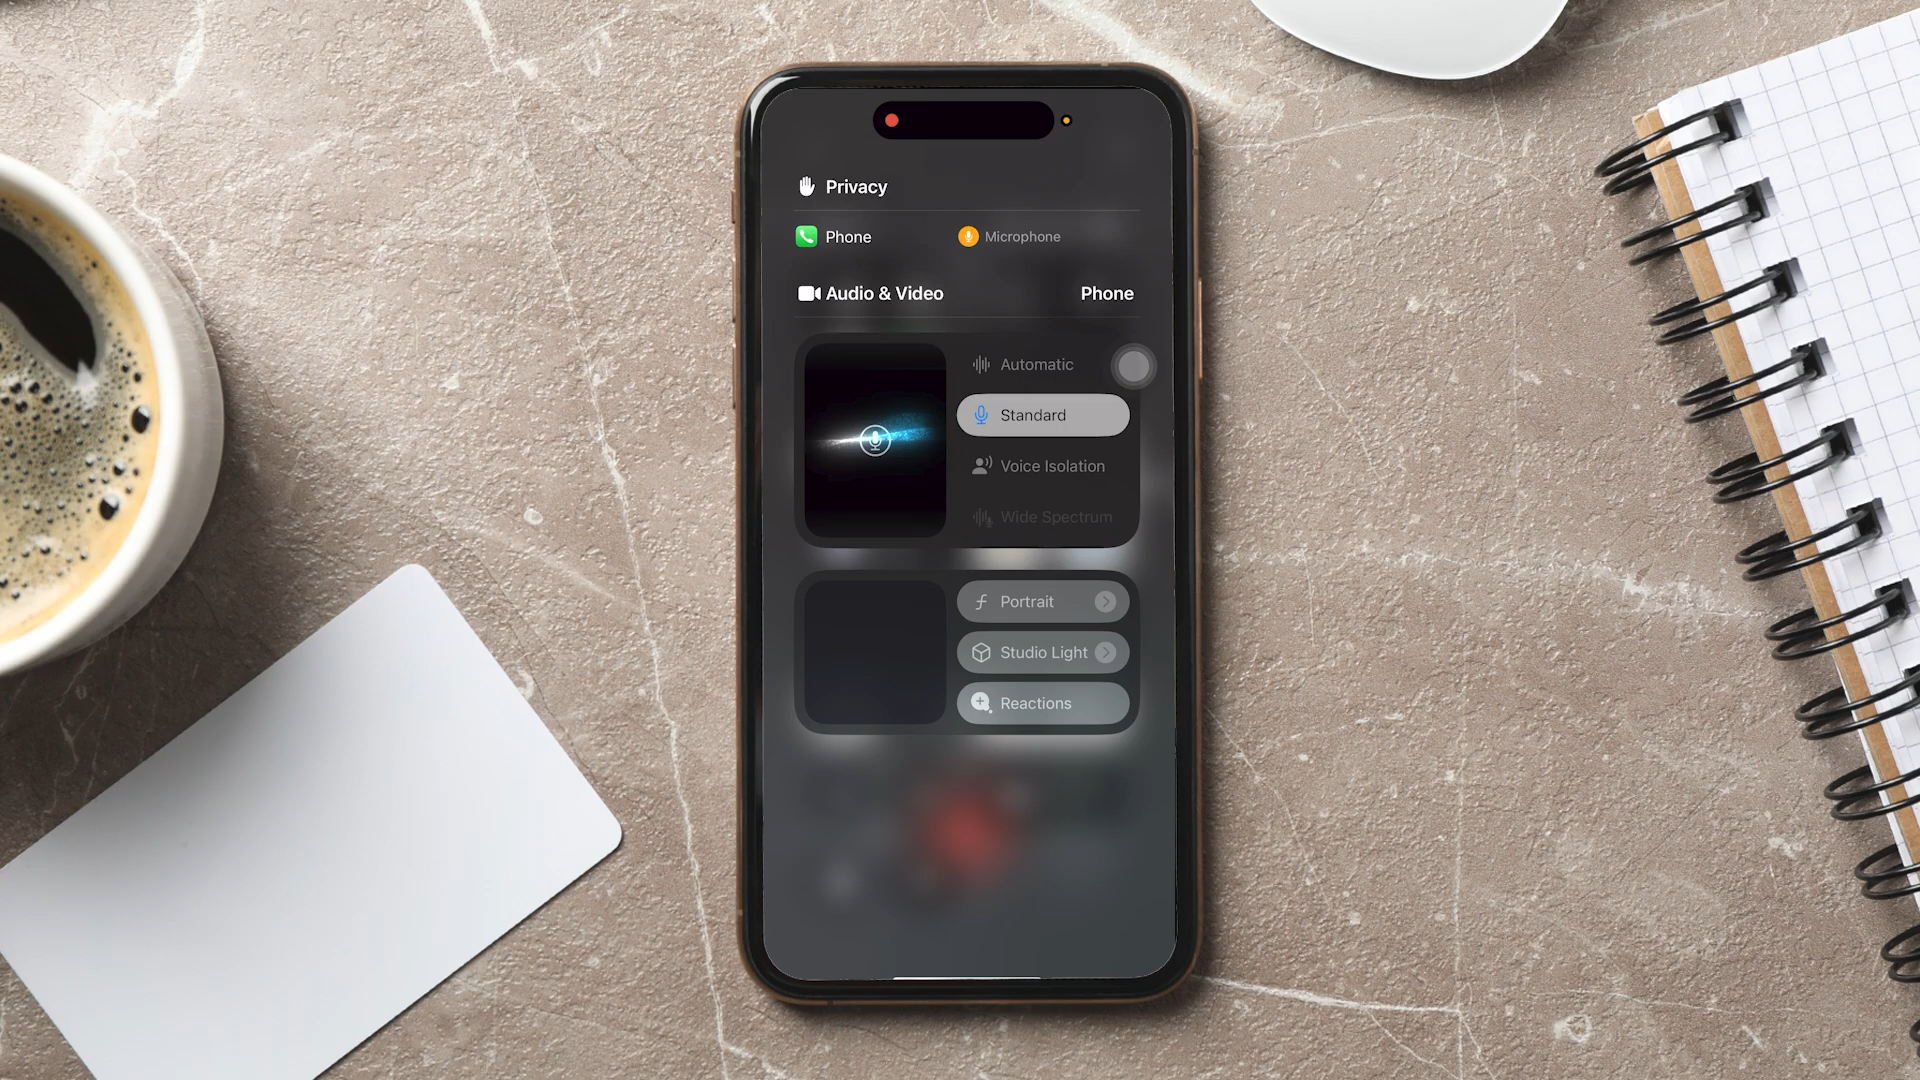 Privacy
Phone Microphone
Audio & Video Phone
Automatic
Standard
Voice Isolation
Wide Spectrum
Portrait
Studio Light
Reactions